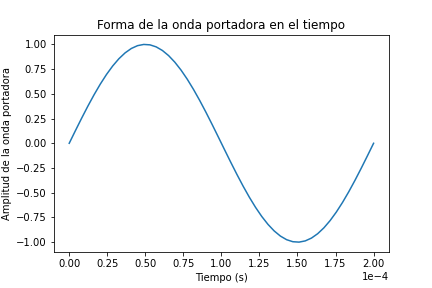 Forma de la onda portadora en el tiempo
Amplitud de la onda portadora
1.00
0.75
0.50
0.25
0.00
−0.25
−0.50
−0.75
−1.00
0.00 0.25 0.50 0.75 1.00 1.25 1.50 1.75 2.00
1e−4
Tiempo (s)